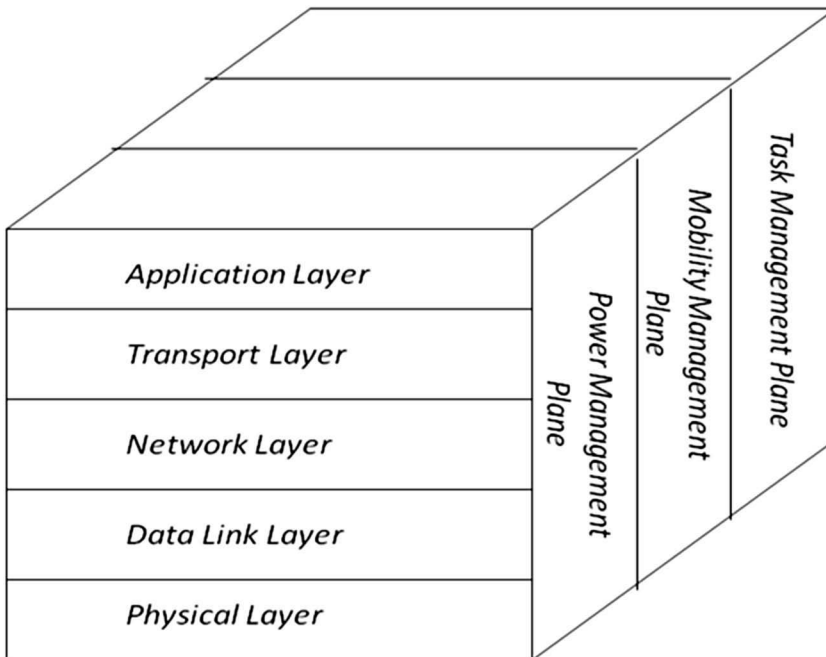 Application Layer
Transport Layer
Network Layer
Data Link Layer
Physical Layer
Power Management
Plane
Mobility Management
Plane
Task Management Plane